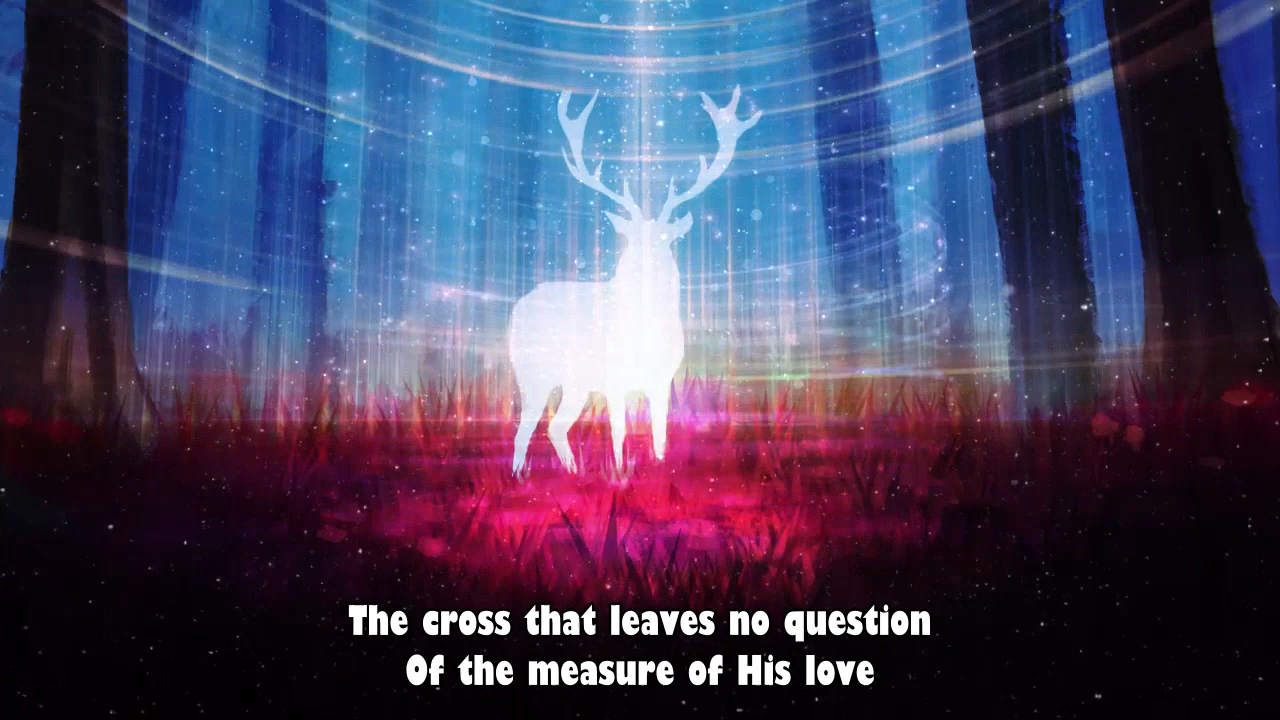 The cross that leaves no question
Of the measure of His love